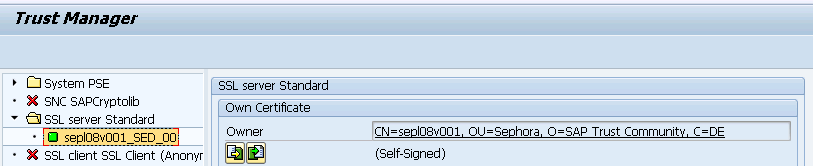 Trust Manager
System PSE
SNC SAPCryptolib
SSL server Standard
sepl08v001_SED_00
SSL client SSL Client (Anonyr
SSL server Standard
Own Certificate
Owner CN=sepl08v001, OU=Sephora, O=SAP Trust Community, C=DE
(Self-Signed)